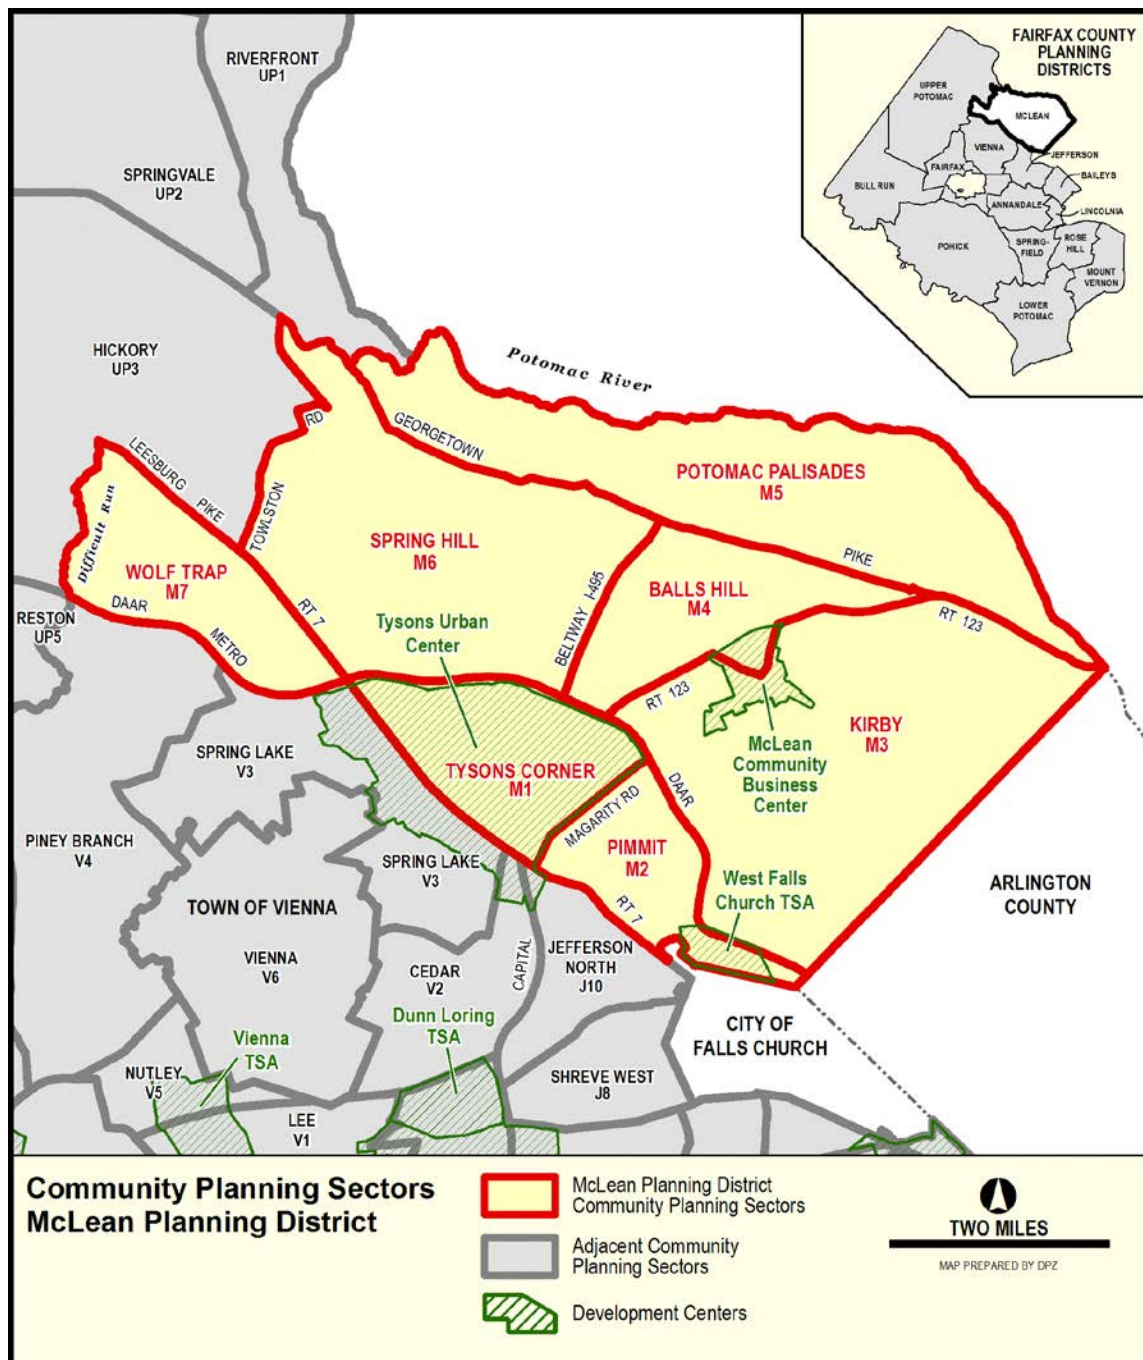 RIVERFRONT
UP1
SPRINGVALE
UP2
HICKORY
UP3
FAIRFAX COUNTY
PLANNING
DISTRICTS
UPPER
POTOMAC
MCLEAN
VIENNA
JEFFERSON
FAIRFAX
BAILEYS
BULL RUN
ANNANDALE
LINCOLNIA
POHICK
SPRING-
FIELD
ROSE
HILL
MOUNT
VERNON
LOWER
POTOMAC
Potomac River
GEORGETOWN
PIKE
RD
TOWLSTON
LEESBURG
PIKE
Difficult Run
POTOMAC PALISADES
M5
SPRING HILL
M6
WOLF TRAP
M7
BALLS HILL
M4
DAAR
METRO
RT 7
BELTWAY I-495
RT 123
RT 123
RESTON
UP5
Tysons Urban
Center
KIRBY
M3
McLean
Community
Business
Center
SPRING LAKE
V3
TYSONS CORNER
M1
MAGARITY RD
DAAR
PIMMIT
M2
PINEY BRANCH
V4
SPRING LAKE
V3
West Falls
Church TSA
ARLINGTON
COUNTY
TOWN OF VIENNA
VIENNA
V6
RT 7
CAPITAL
JEFFERSON
NORTH
J10
CEDAR
V2
Dunn Loring
TSA
CITY OF
FALLS CHURCH
Vienna
TSA
NUTLEY
V5
SHREVE WEST
J8
LEE
V1
Community Planning Sectors
McLean Planning District
McLean Planning District
Community Planning Sectors
Adjacent Community
Planning Sectors
Development Centers
TWO MILES
MAP PREPARED BY DPZ